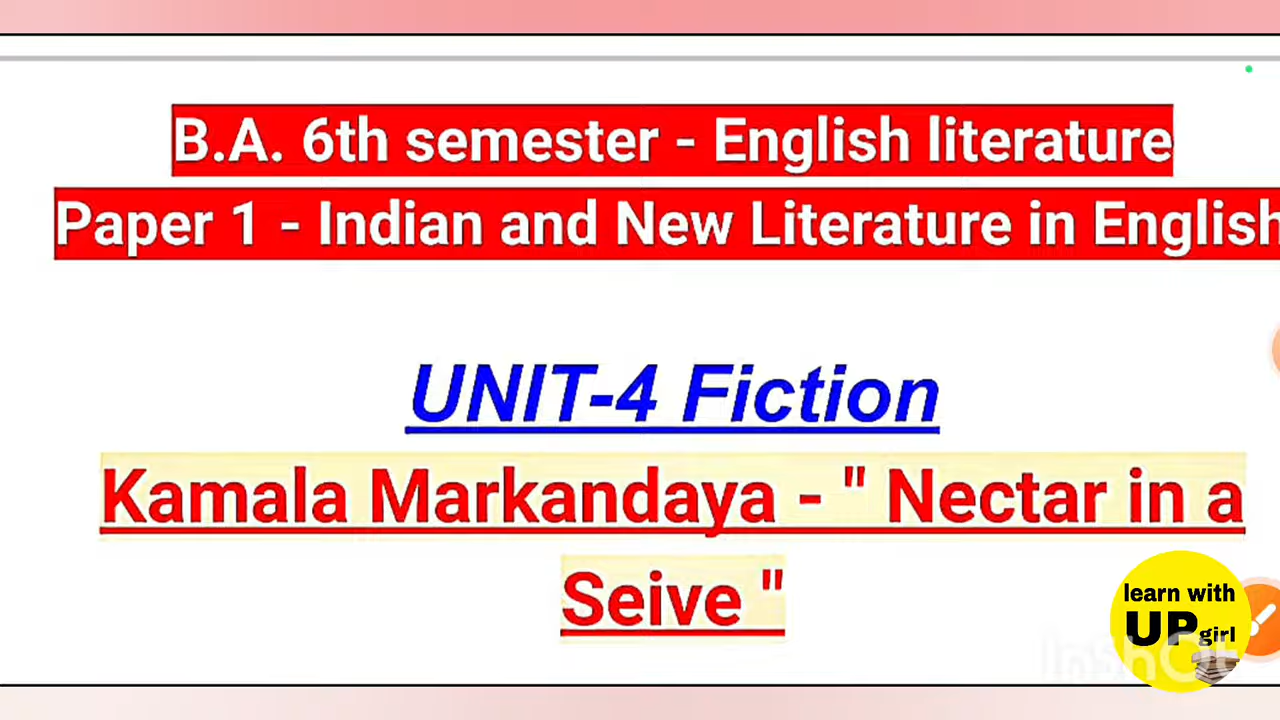 B.A. 6th semester - English literature
Paper 1 - Indian and New Literature in English
UNIT-4 Fiction
Kamala Markandaya - " Nectar in a
Seive "
learn with
UP girl
InShOt